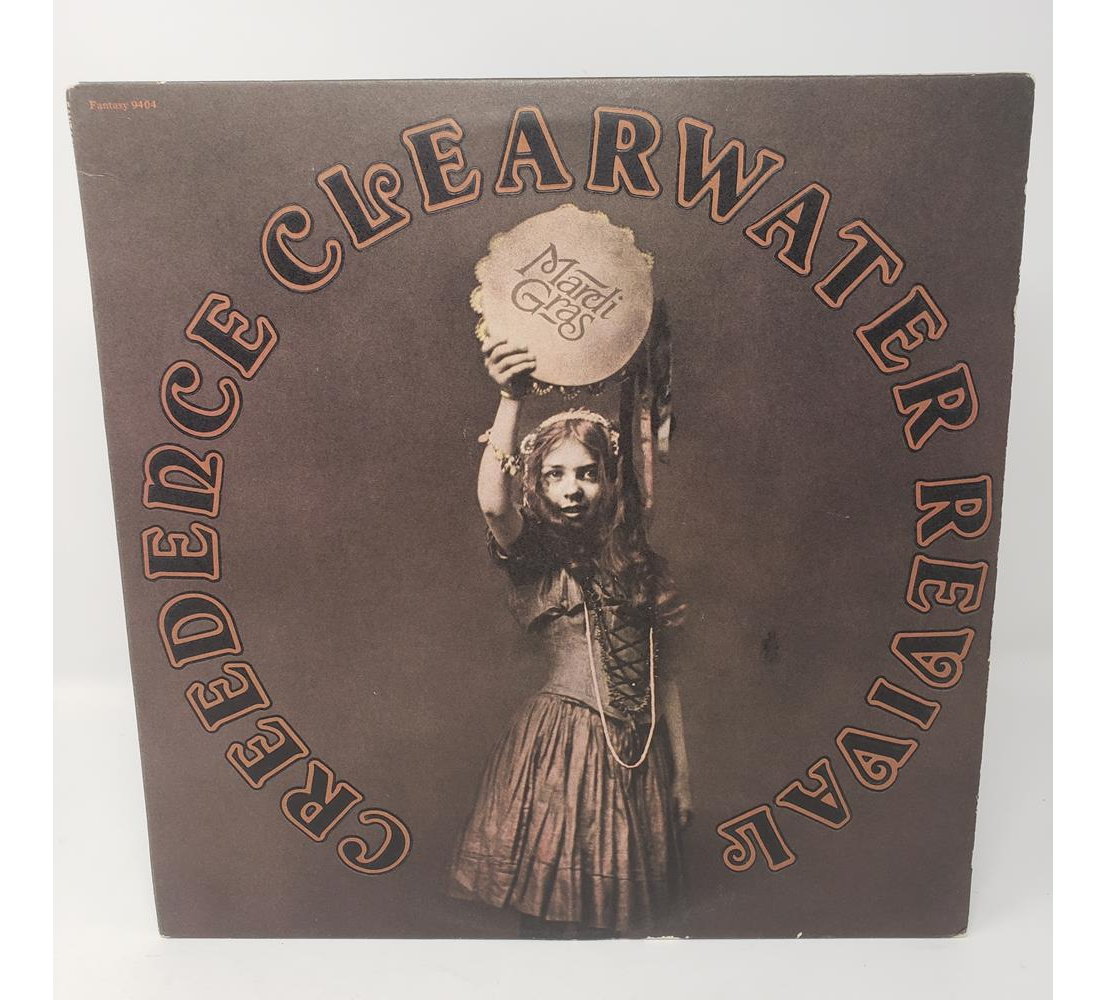 Fantasy 9404
CREEDENCE CLEARWATER REVIVAL
Mardi
Gras